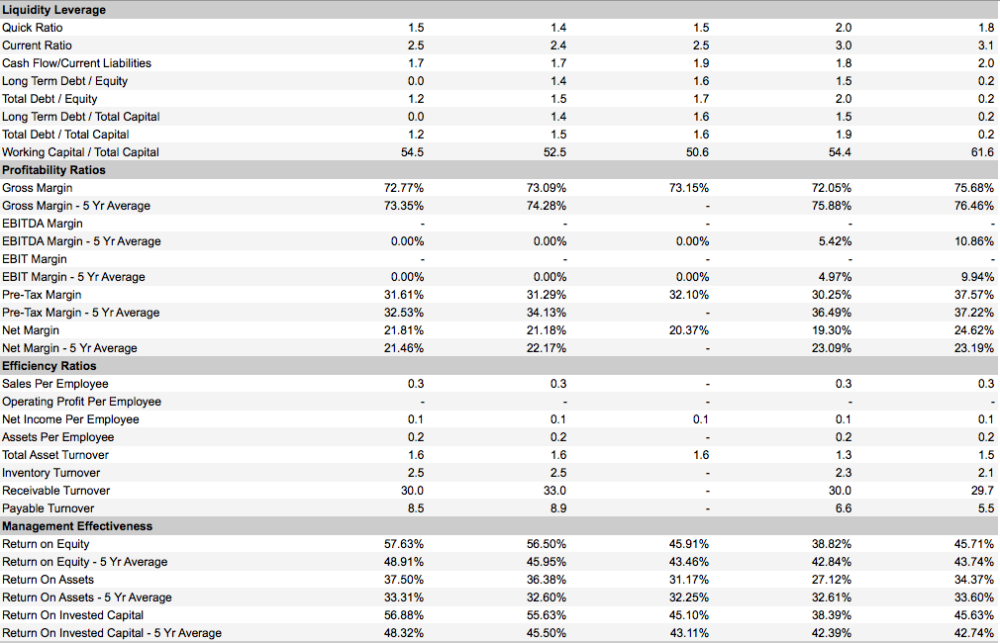 Liquidity Leverage
Quick Ratio 1.5 1.4 1.5 2.0 1.8
Current Ratio 2.5 2.4 2.5 3.0 3.1
Cash Flow/Current Liabilities 1.7 1.7 1.9 1.8 2.0
Long Term Debt / Equity 0.0 1.4 1.6 1.5 0.2
Total Debt / Equity 1.2 1.5 1.7 2.0 0.2
Long Term Debt / Total Capital 0.0 1.4 1.6 1.5 0.2
Total Debt / Total Capital 1.2 1.5 1.6 1.9 0.2
Working Capital / Total Capital 54.5 52.5 50.6 54.4 61.6
Profitability Ratios
Gross Margin 72.77% 73.09% 73.15% 72.05% 75.68%
Gross Margin - 5 Yr Average 73.35% 74.28% - 75.88% 76.46%
EBITDA Margin - - - - -
EBITDA Margin - 5 Yr Average 0.00% 0.00% 0.00% 5.42% 10.86%
EBIT Margin - - - - -
EBIT Margin - 5 Yr Average 0.00% 0.00% 0.00% 4.97% 9.94%
Pre-Tax Margin 31.61% 31.29% 32.10% 30.25% 37.57%
Pre-Tax Margin - 5 Yr Average 32.53% 34.13% - 36.49% 37.22%
Net Margin 21.81% 21.18% 20.37% 19.30% 24.62%
Net Margin - 5 Yr Average 21.46% 22.17% - 23.09% 23.19%
Efficiency Ratios
Sales Per Employee 0.3 0.3 - 0.3 0.3
Operating Profit Per Employee - - - - -
Net Income Per Employee 0.1 0.1 0.1 0.1 0.1
Assets Per Employee 0.2 0.2 - 0.2 0.2
Total Asset Turnover 1.6 1.6 1.6 1.3 1.5
Inventory Turnover 2.5 2.5 - 2.3 2.1
Receivable Turnover 30.0 33.0 - 30.0 29.7
Payable Turnover 8.5 8.9 - 6.6 5.5
Management Effectiveness
Return on Equity 57.63% 56.50% 45.91% 38.82% 45.71%
Return on Equity - 5 Yr Average 48.91% 45.95% 43.46% 42.84% 43.74%
Return On Assets 37.50% 36.38% 31.17% 27.12% 34.37%
Return On Assets - 5 Yr Average 33.31% 32.60% 32.25% 32.61% 33.60%
Return On Invested Capital 56.88% 55.63% 45.10% 38.39% 45.63%
Return On Invested Capital - 5 Yr Average 48.32% 45.50% 43.11% 42.39% 42.74%